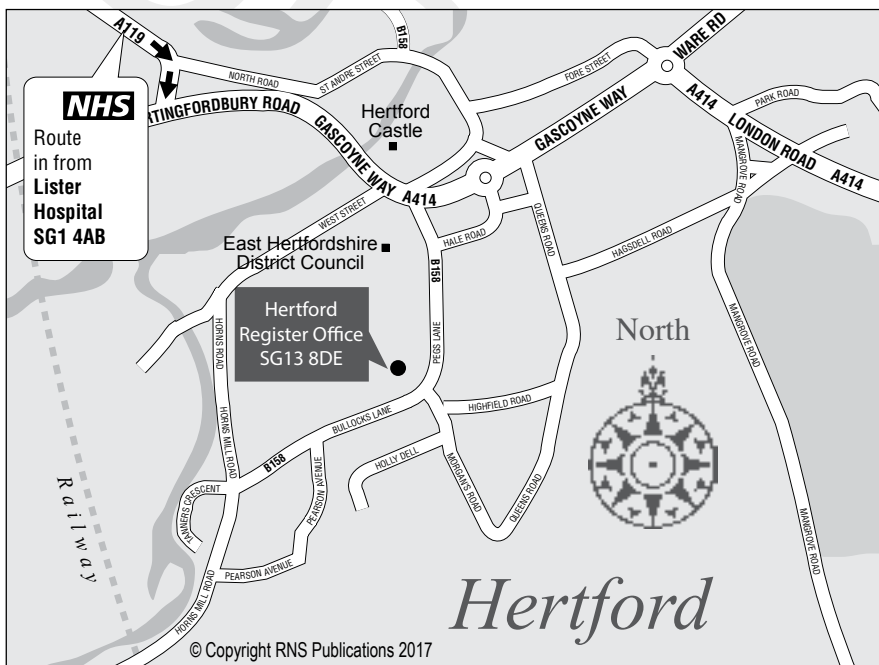 A119
B158
WARE RD
NORTH ROAD
ST ANDRE STREET
B158
FORE STREET
NHS
Route
in from
Lister
Hospital
SG1 4AB
RTINGFORDBURY ROAD
Hertford
Castle
GASCOYNE WAY
A414
PARK ROAD
GASCOYNE WAY
A414
LONDON ROAD
A414
MANGROVE ROAD
WEST STREET
East Hertfordshire
District Council
HALE ROAD
QUEENS ROAD
HAGSDELL ROAD
B158
Hertford
Register Office
SG13 8DE
PEGS LANE
HORNS ROAD
North
MANGROVE ROAD
HIGHFIELD ROAD
BULLOCKS LANE
HORNS MILL ROAD
B158
HOLLY DELL
MORGAN'S ROAD
QUEENS ROAD
PEARSON AVENUE
TANNERS CRESCENT
Railway
PEARSON AVENUE
HORNS MILL ROAD
MANGROVE ROAD
Hertford
© Copyright RNS Publications 2017